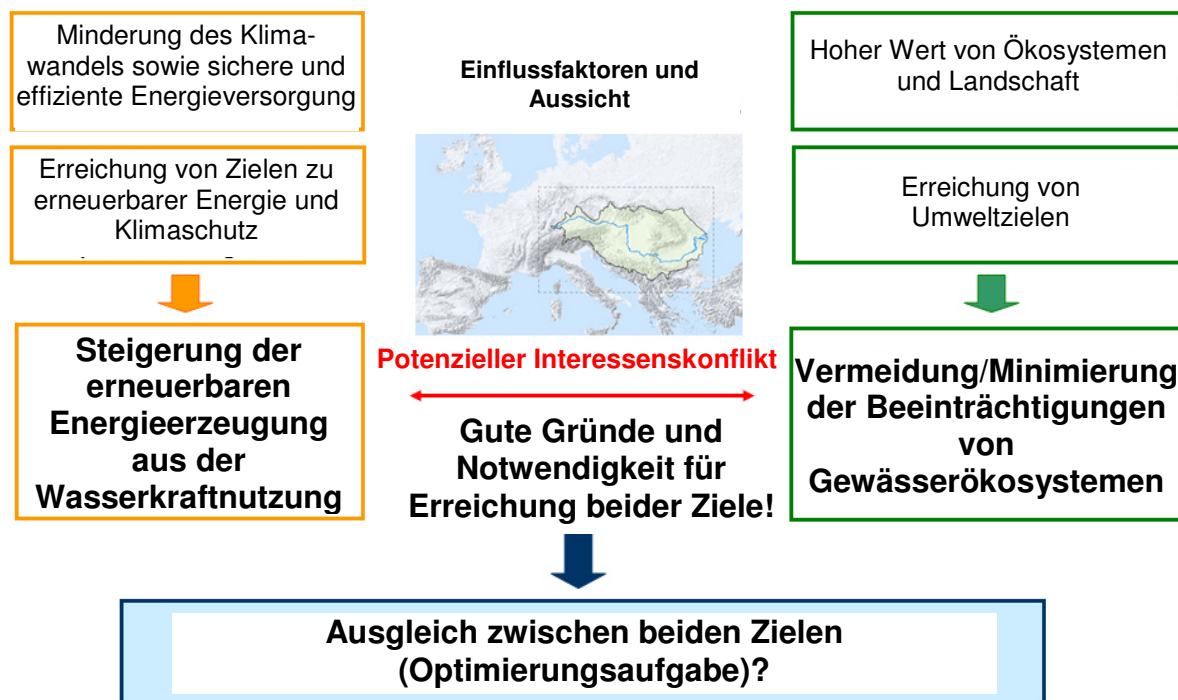 Minderung des Klima-
wandels sowie sichere und
effiziente Energieversorgung
Erreichung von Zielen zu
erneuerbarer Energie und
Klimaschutz
Steigerung der
erneuerbaren
Energieerzeugung
aus der
Wasserkraftnutzung
Einflussfaktoren und
Aussicht
Potenzieller Interessenskonflikt
Gute Gründe und
Notwendigkeit für
Erreichung beider Ziele!
Hoher Wert von Ökosystemen
und Landschaft
Erreichung von
Umweltzielen
Vermeidung/Minimierung
der Beeinträchtigungen
von
Gewässerökosystemen
Ausgleich zwischen beiden Zielen
(Optimierungsaufgabe)?